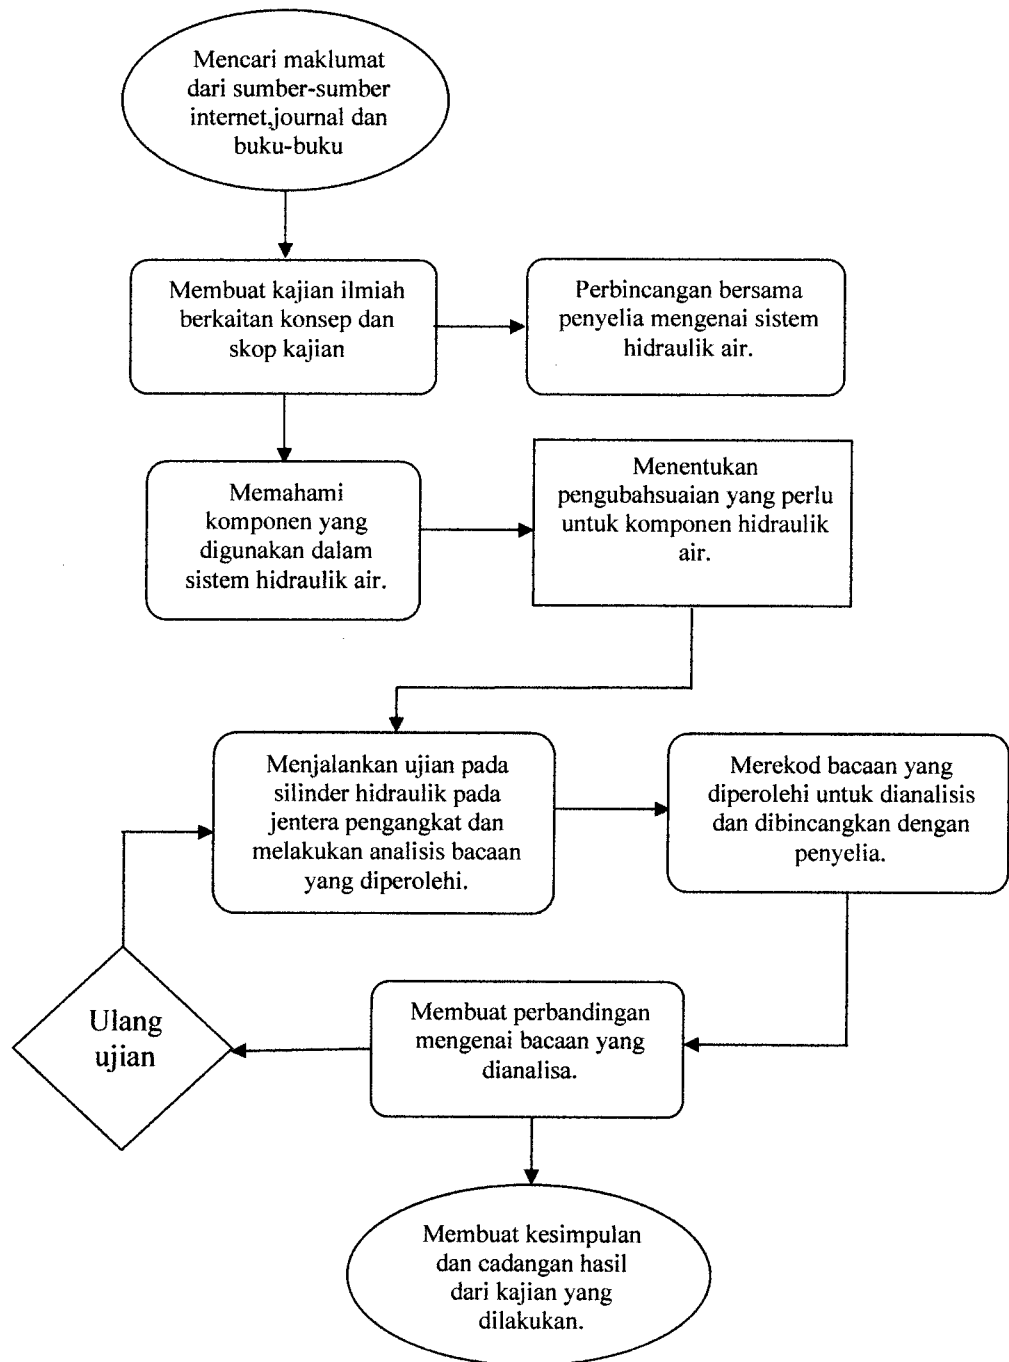 Mencari maklumat
dari sumber-sumber
internet,journal dan
buku-buku
Membuat kajian ilmiah
berkaitan konsep dan
skop kajian
Perbincangan bersama
penyelia mengenai sistem
hidraulik air.
Memahami
komponen yang
digunakan dalam
sistem hidraulik air.
Menentukan
pengubahsuaian yang perlu
untuk komponen hidraulik
air.
Menjalankan ujian pada
silinder hidraulik pada
jentera pengangkat dan
melakukan analisis bacaan
yang diperolehi.
Merekod bacaan yang
diperolehi untuk dianalisis
dan dibincangkan dengan
penyelia.
Membuat perbandingan
mengenai bacaan yang
dianalisa.
Ulang
ujian
Membuat kesimpulan
dan cadangan hasil
dari kajian yang
dilakukan.